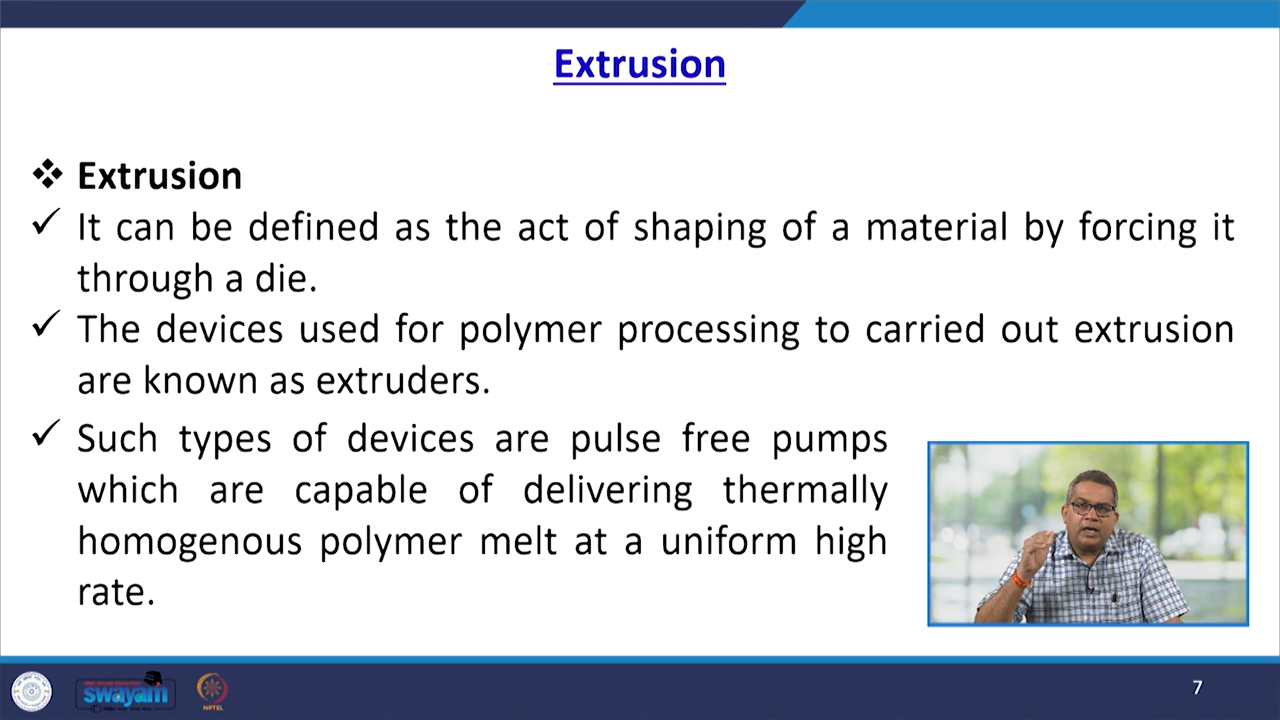 Extrusion
❖ Extrusion
✓ It can be defined as the act of shaping of a material by forcing it
through a die.
✓ The devices used for polymer processing to carried out extrusion
are known as extruders.
✓ Such types of devices are pulse free pumps
which are capable of delivering thermally
homogenous polymer melt at a uniform high
rate.
swayam
NPTEL
7